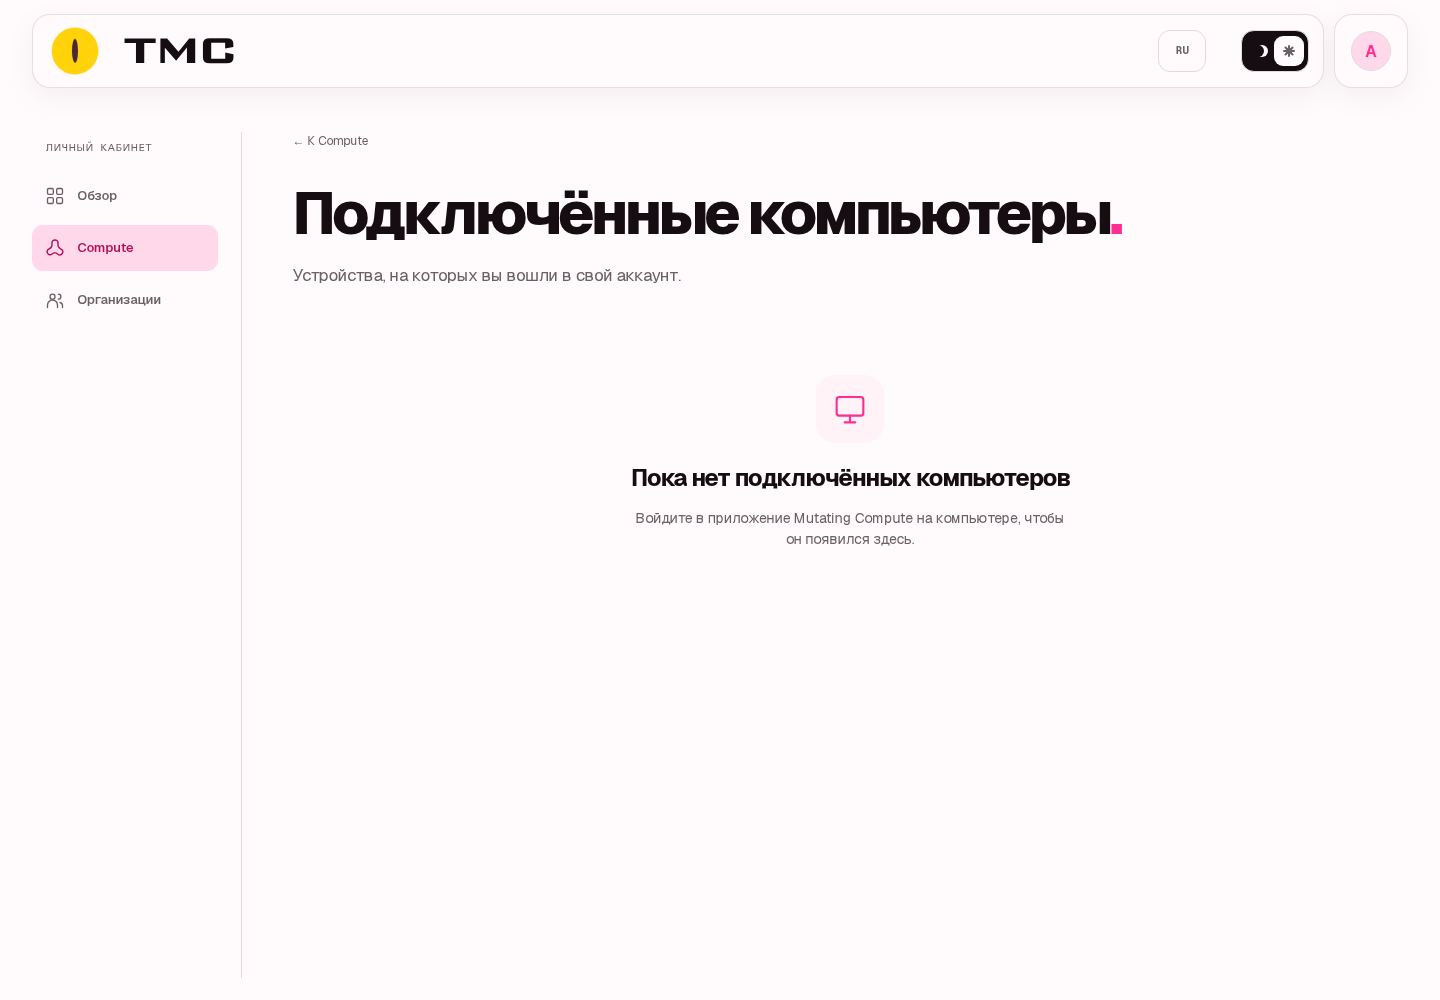 TMC
RU
A
ЛИЧНЫЙ КАБИНЕТ
Обзор
Compute
Организации
← К Compute
Подключённые компьютеры.
Устройства, на которых вы вошли в свой аккаунт.
Пока нет подключённых компьютеров
Войдите в приложение Mutating Compute на компьютере, чтобы
он появился здесь.